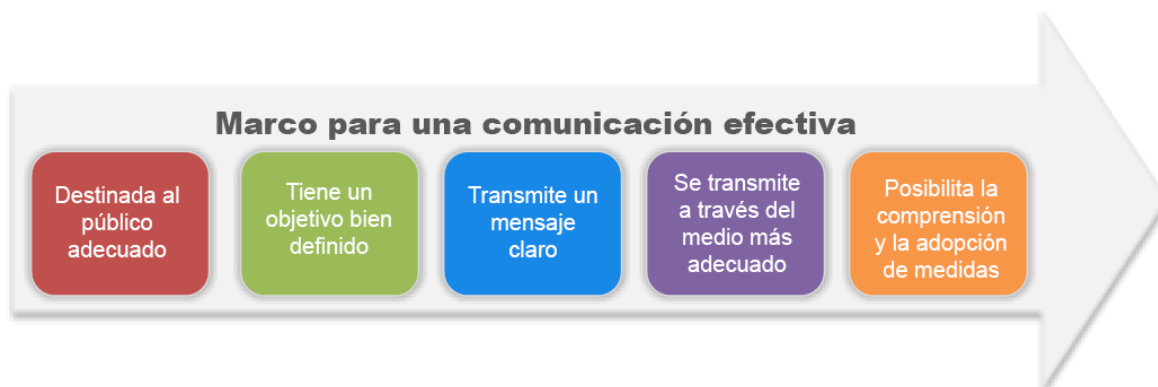 Marco para una comunicación efectiva
Destinada al
público
adecuado
Tiene un
objetivo bien
definido
Transmite un
mensaje
claro
Se transmite
a través del
medio más
adecuado
Posibilita la
comprensión
y la adopción
de medidas